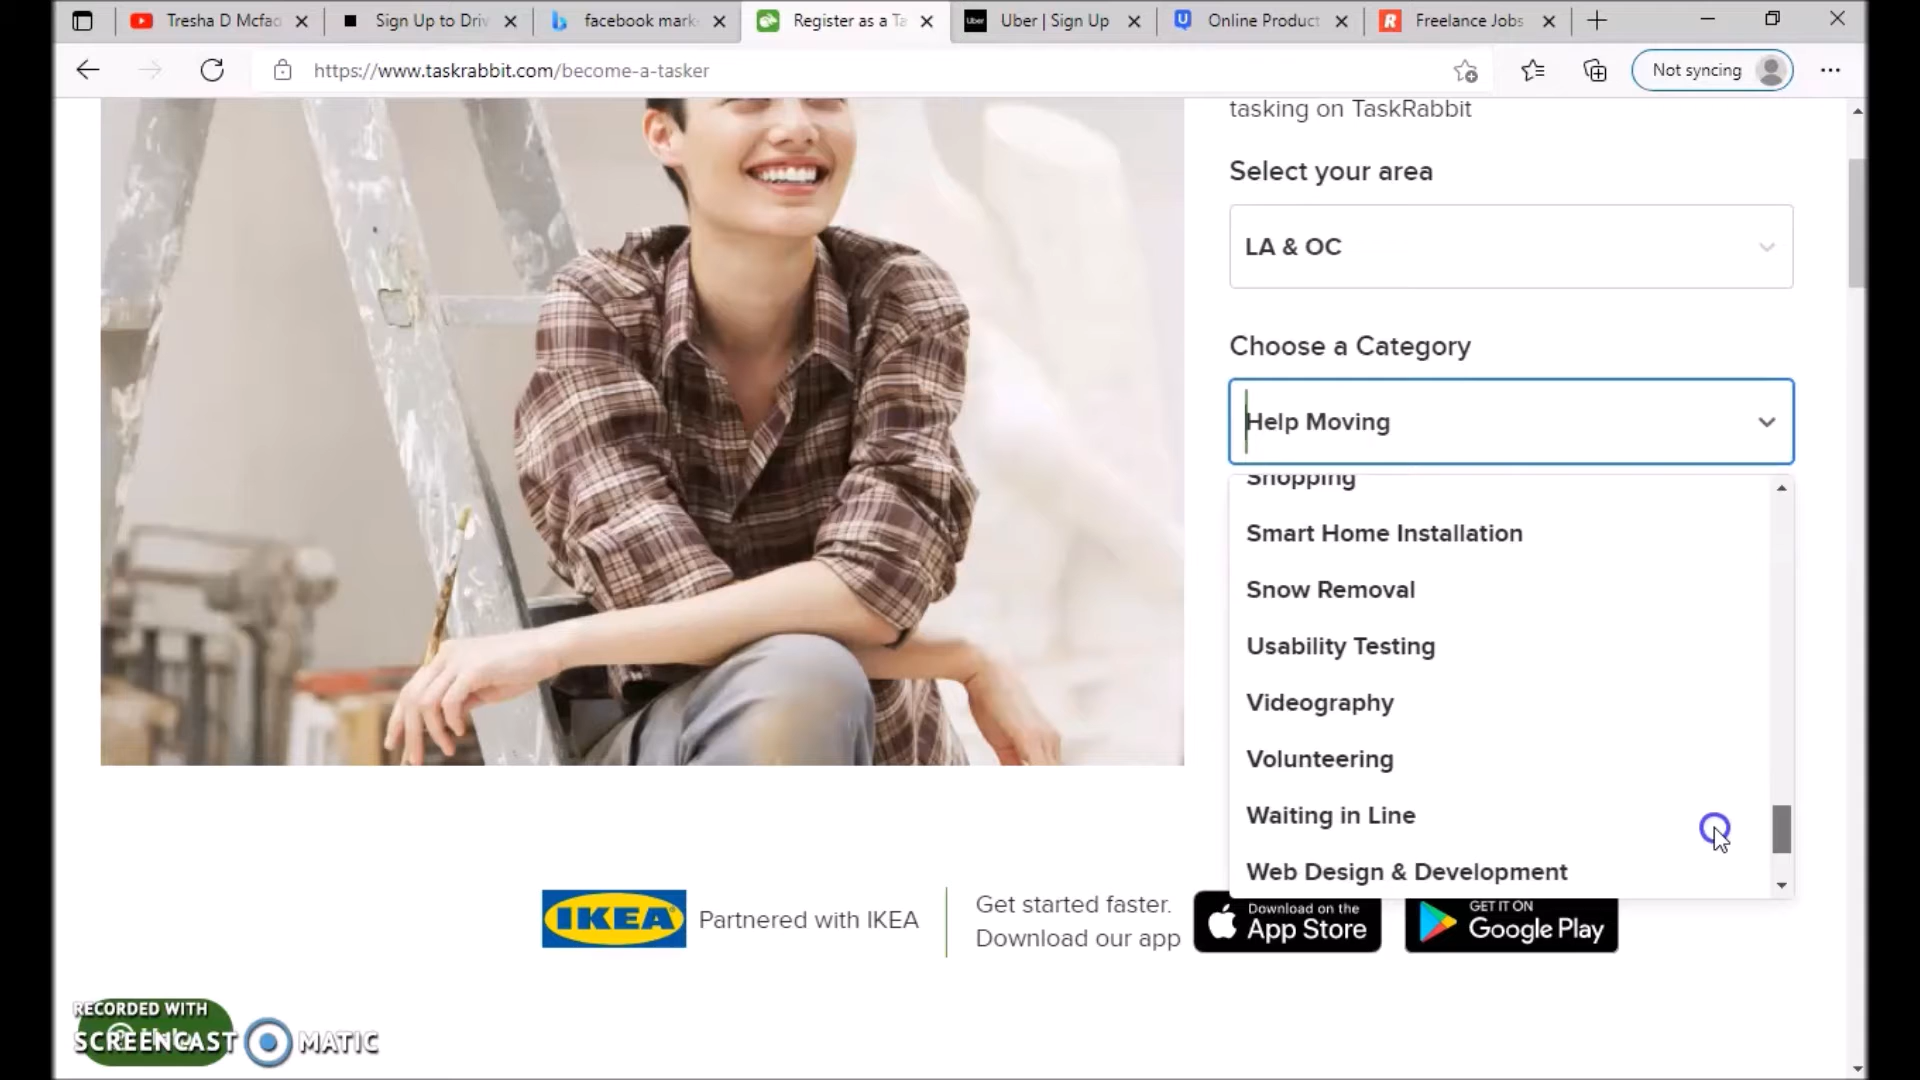 Tresha D Mcfad
Sign Up to Driv
facebook mark
Register as a Ta
Uber
Uber | Sign Up
Online Product
Freelance Jobs
https://www.taskrabbit.com/become-a-tasker
Not syncing
tasking on TaskRabbit
Select your area
LA & OC
Choose a Category
Help Moving
Shopping
Smart Home Installation
Snow Removal
Usability Testing
Videography
Volunteering
Waiting in Line
Web Design & Development
IKEA
Partnered with IKEA
Get started faster.
Download our app
Download on the
App Store
GET IT ON
Google Play
RECORDED WITH
SCREENCAST MATIC